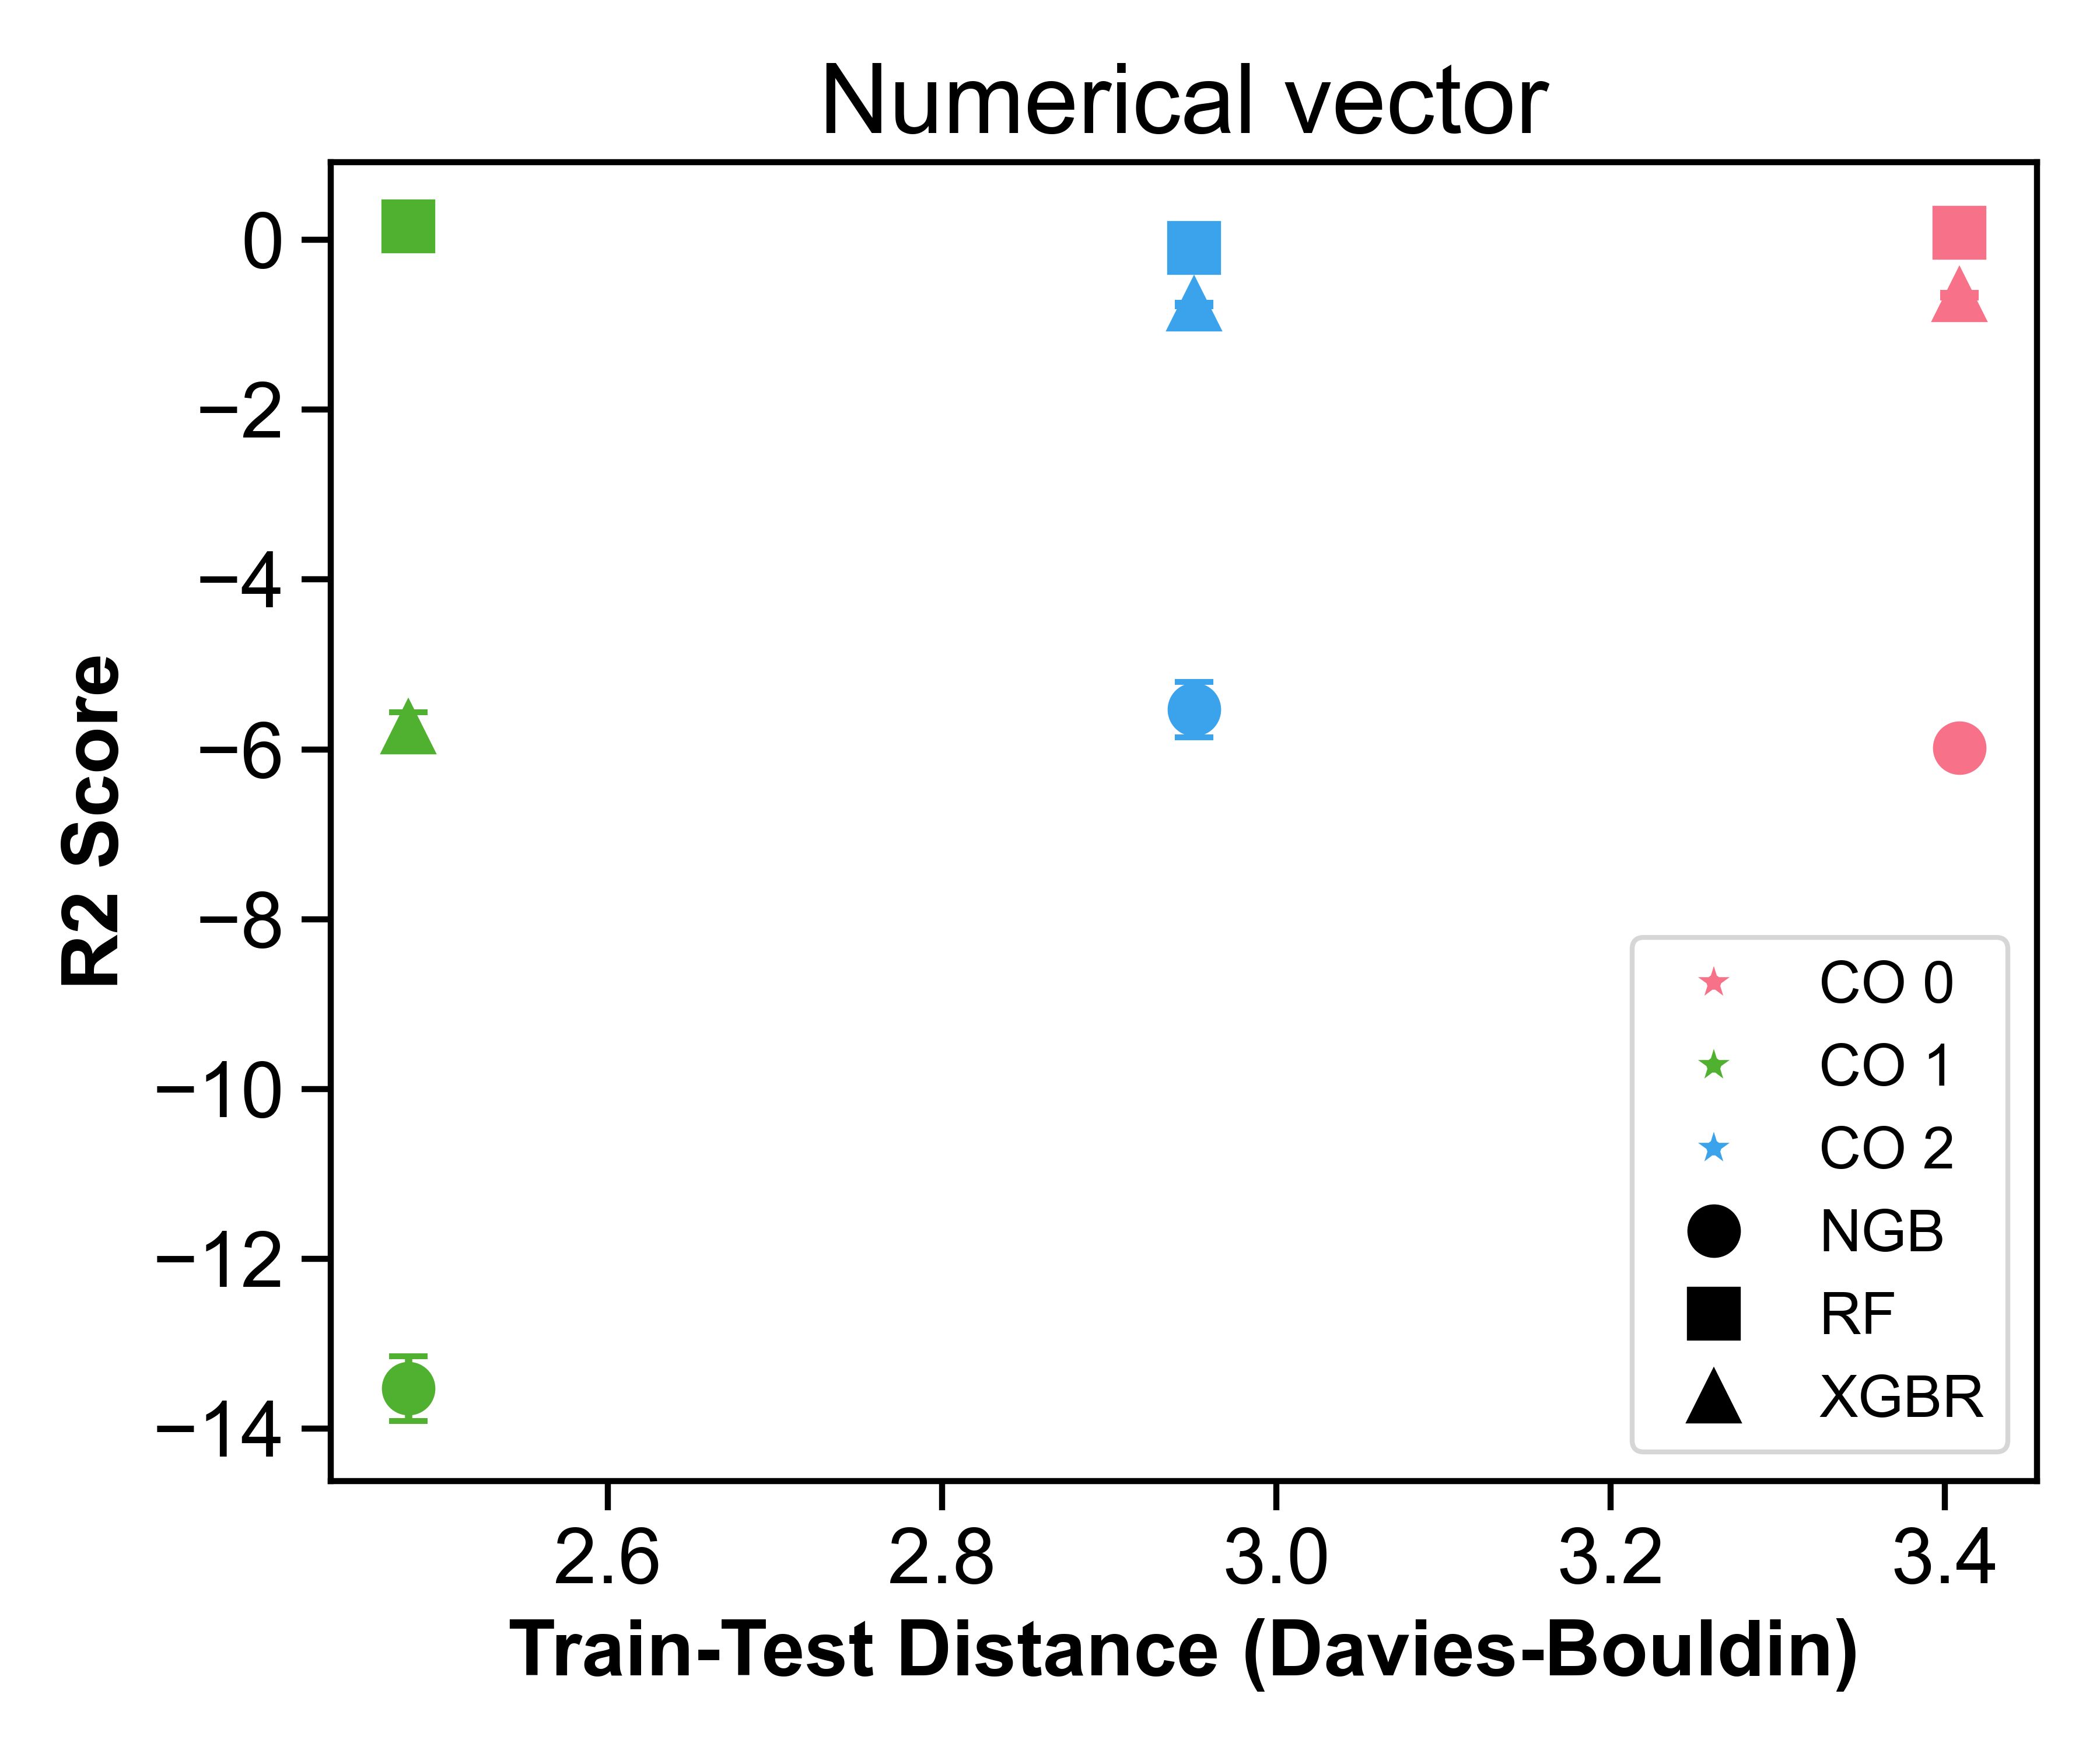 Numerical vector
0
−2
−4
−6
−8
−10
−12
−14
R2 Score
CO 0
CO 1
CO 2
NGB
RF
XGBR
2.6 2.8 3.0 3.2 3.4
Train-Test Distance (Davies-Bouldin)